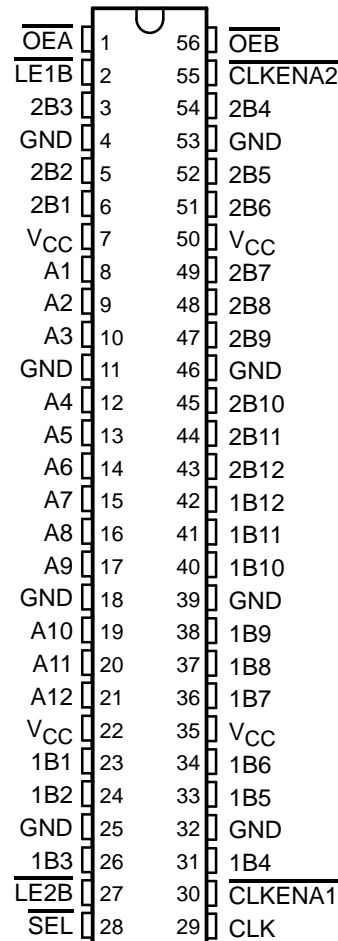 OEA 1 56 OEB
LE1B 2 55 CLKENA2
2B3 3 54 2B4
GND 4 53 GND
2B2 5 52 2B5
2B1 6 51 2B6
VCC 7 50 VCC
A1 8 49 2B7
A2 9 48 2B8
A3 10 47 2B9
GND 11 46 GND
A4 12 45 2B10
A5 13 44 2B11
A6 14 43 2B12
A7 15 42 1B12
A8 16 41 1B11
A9 17 40 1B10
GND 18 39 GND
A10 19 38 1B9
A11 20 37 1B8
A12 21 36 1B7
VCC 22 35 VCC
1B1 23 34 1B6
1B2 24 33 1B5
GND 25 32 GND
1B3 26 31 1B4
LE2B 27 30 CLKENA1
SEL 28 29 CLK